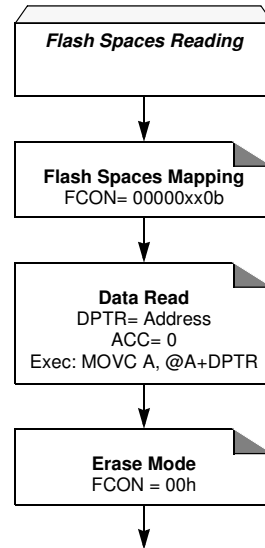 Flash Spaces Reading
Flash Spaces Mapping
FCON= 00000xx0b
Data Read
DPTR= Address
ACC= 0
Exec: MOVC A, @A+DPTR
Erase Mode
FCON = 00h